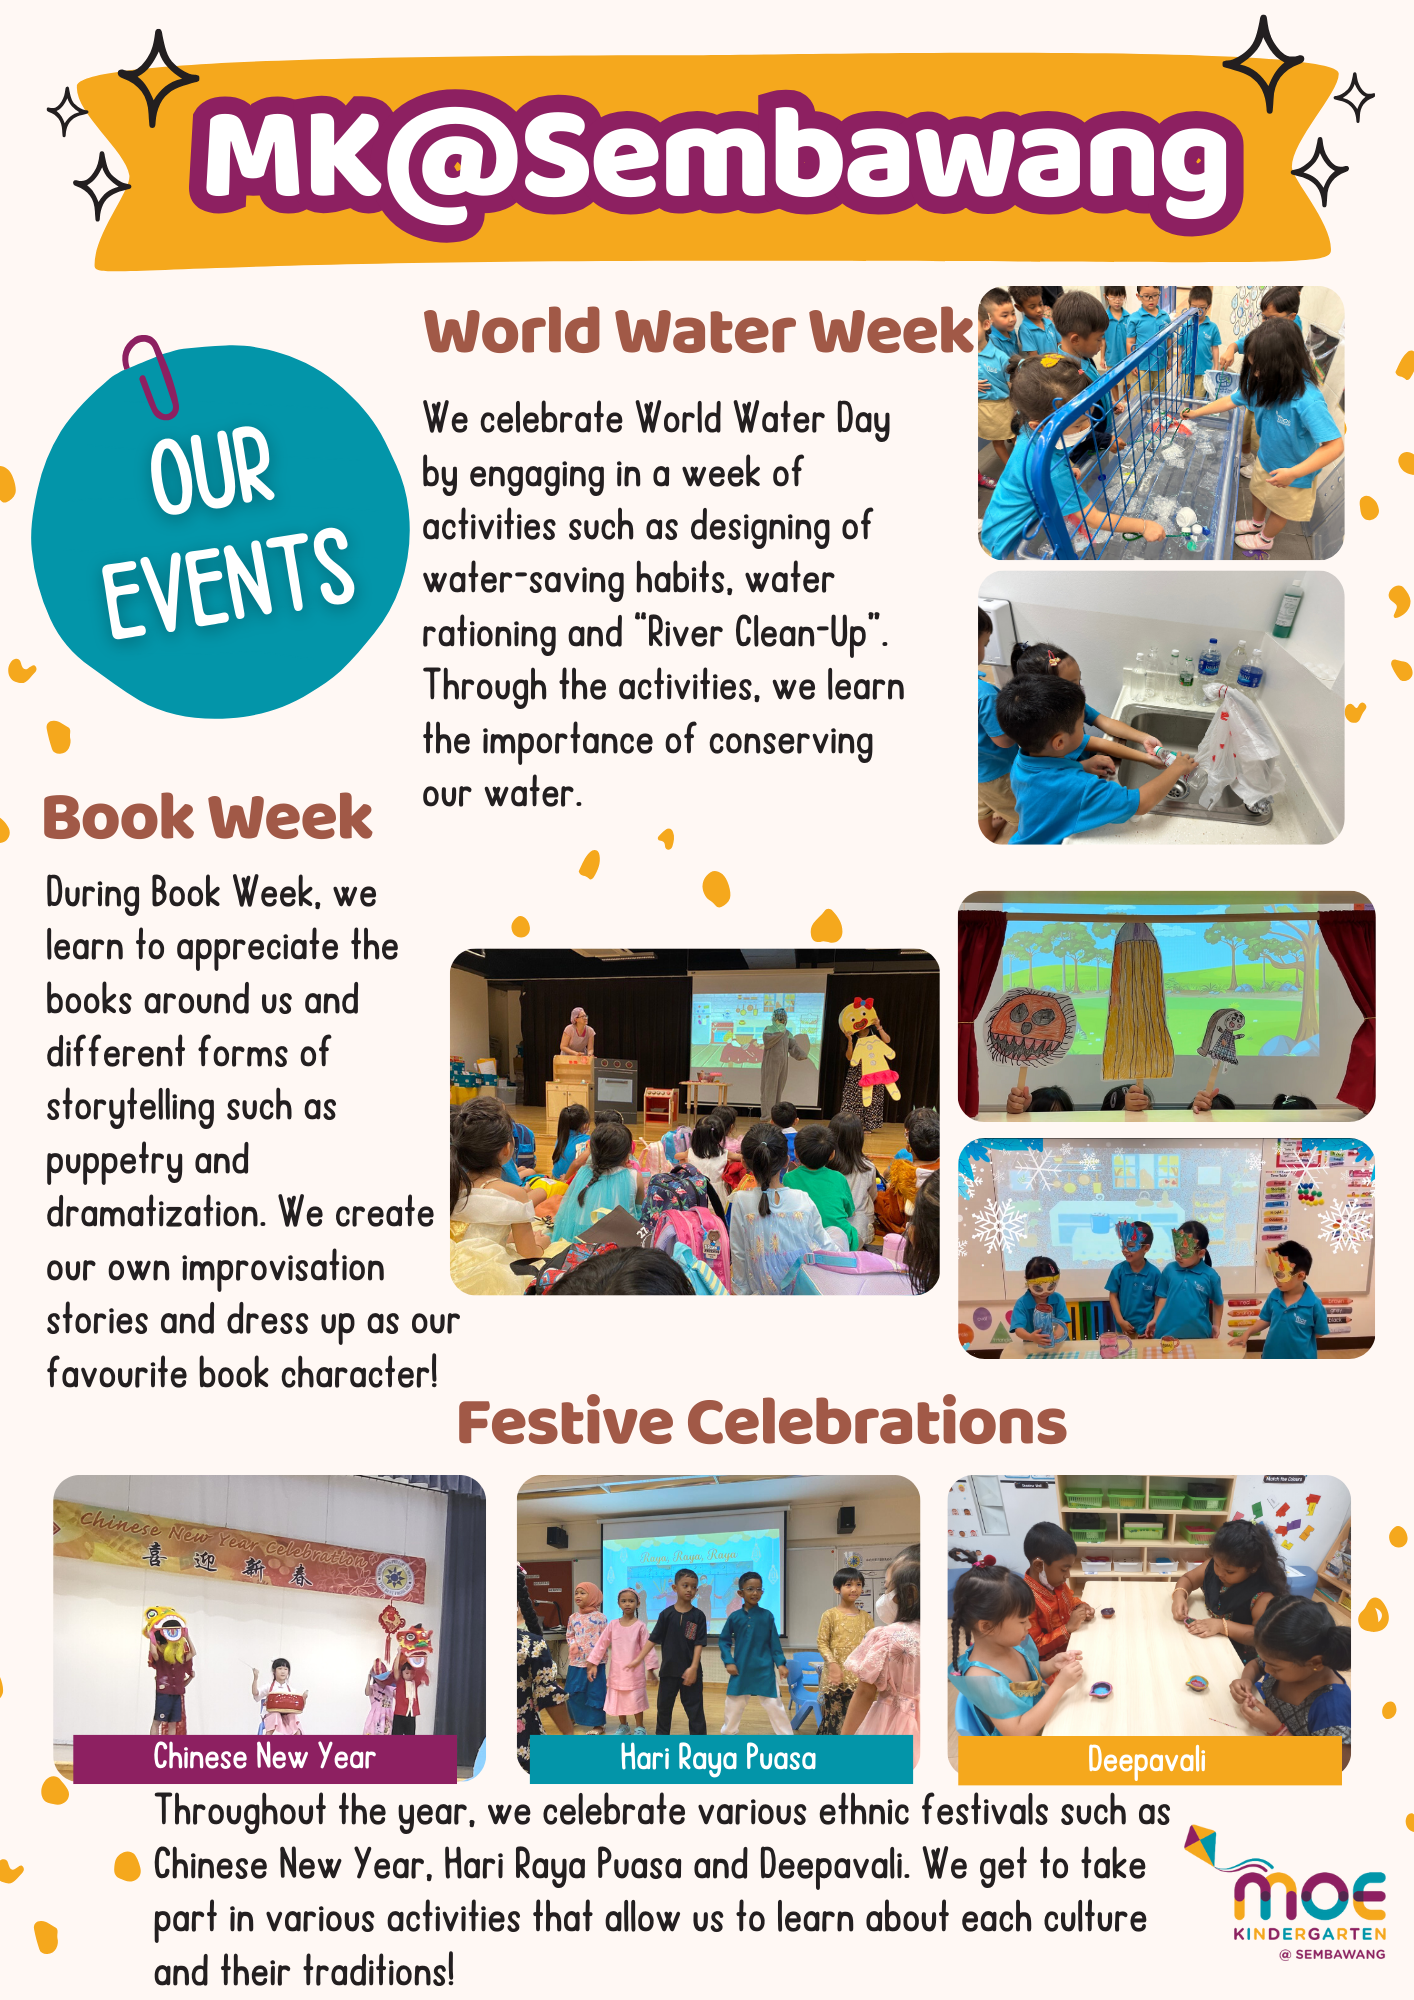 MK@Sembawang
OUR
EVENTS
World Water Week
We celebrate World Water Day
by engaging in a week of
activities such as designing of
water-saving habits, water
rationing and “River Clean-Up”.
Through the activities, we learn
the importance of conserving
our water.
Book Week
During Book Week, we
learn to appreciate the
books around us and
different forms of
storytelling such as
puppetry and
dramatization. We create
our own improvisation
stories and dress up as our
favourite book character!
Festive Celebrations
Chinese New Year Celebration
喜 迎 新 春
Chinese New Year
Raya, Raya, Raya
Hari Raya Puasa
Match the Colours
Deepavali
Throughout the year, we celebrate various ethnic festivals such as
Chinese New Year, Hari Raya Puasa and Deepavali. We get to take
part in various activities that allow us to learn about each culture
and their traditions!
MOE
KINDERGARTEN
@ SEMBAWANG